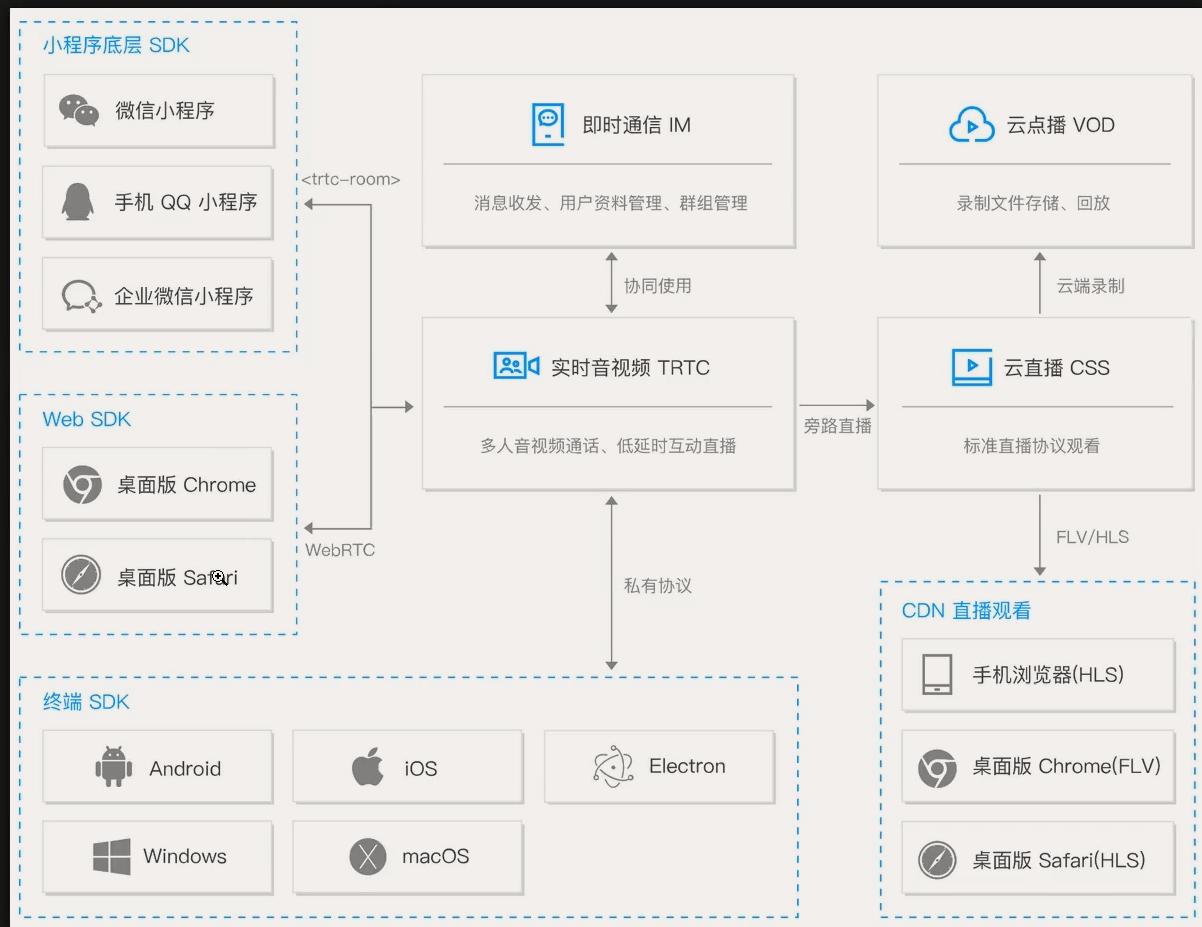 小程序底层 SDK
微信小程序
手机 QQ 小程序
企业微信小程序
<trtc-room>
即时通信 IM
消息收发、用户资料管理、群组管理
云点播 VOD
录制文件存储、回放
协同使用
云端录制
实时音视频 TRTC
多人音视频通话、低延时互动直播
旁路直播
云直播 CSS
标准直播协议观看
Web SDK
桌面版 Chrome
桌面版 Safari
WebRTC
私有协议
FLV/HLS
终端 SDK
Android
iOS
Electron
Windows
macOS
CDN 直播观看
手机浏览器(HLS)
桌面版 Chrome(FLV)
桌面版 Safari(HLS)